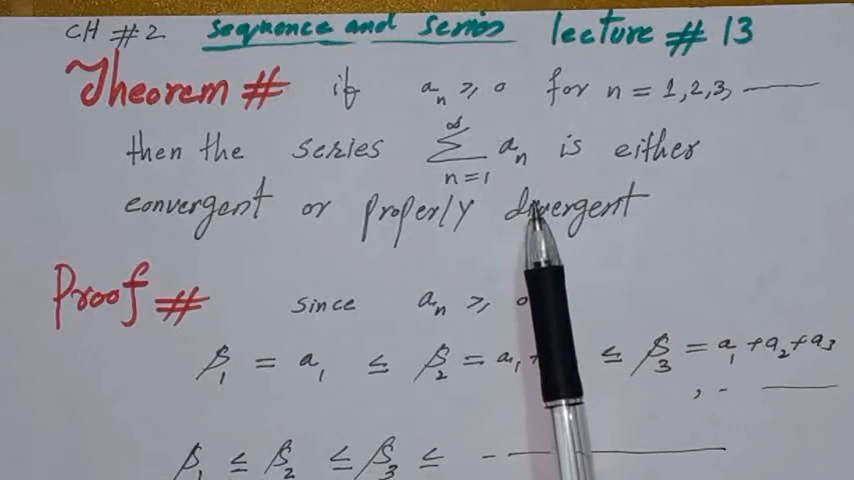 CH # 2 sequence and series lecture # 13
Theorem # if aₙ ⩾ 0 for n = 1,2,3, ———
then the series ∞∑n=1 aₙ is either
convergent or properly divergent
Proof # since aₙ ⩾ 0
S₁ = a₁ ≤ S₂ = a₁+ ≤ S₃ = a₁+a₂+a₃
, - ———
S₁ ≤ S₂ ≤ S₃ ≤ - ———